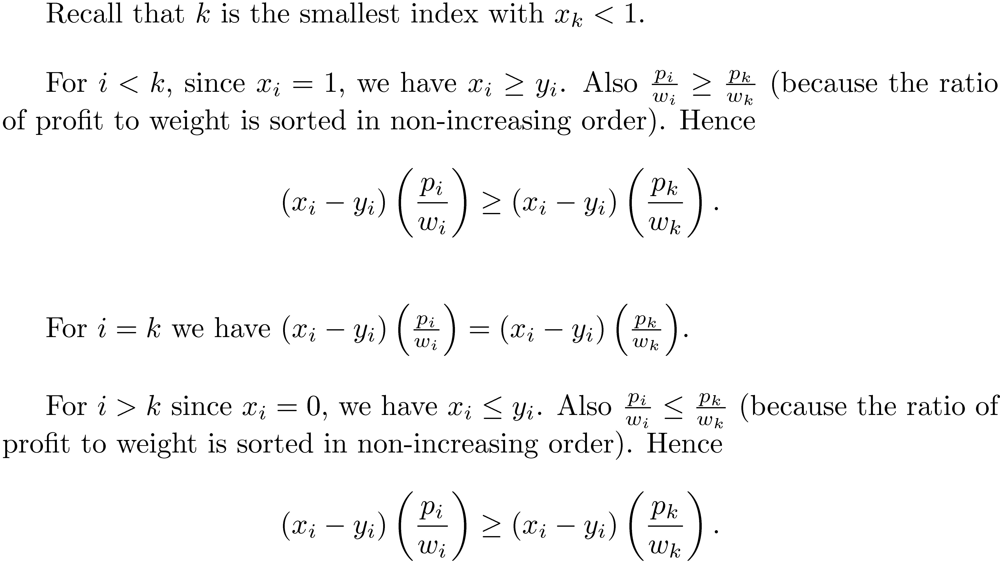 Recall that $k$ is the smallest index with $x_k < 1$.
For $i < k$, since $x_i = 1$, we have $x_i \geq y_i$. Also $\frac{p_i}{w_i} \geq \frac{p_k}{w_k}$ (because the ratio
of profit to weight is sorted in non-increasing order). Hence
$(x_i - y_i) \left( \frac{p_i}{w_i} \right) \geq (x_i - y_i) \left( \frac{p_k}{w_k} \right).$
For $i = k$ we have $(x_i - y_i) \left( \frac{p_i}{w_i} \right) = (x_i - y_i) \left( \frac{p_k}{w_k} \right)$.
For $i > k$ since $x_i = 0$, we have $x_i \leq y_i$. Also $\frac{p_i}{w_i} \leq \frac{p_k}{w_k}$ (because the ratio of
profit to weight is sorted in non-increasing order). Hence
$(x_i - y_i) \left( \frac{p_i}{w_i} \right) \geq (x_i - y_i) \left( \frac{p_k}{w_k} \right).$